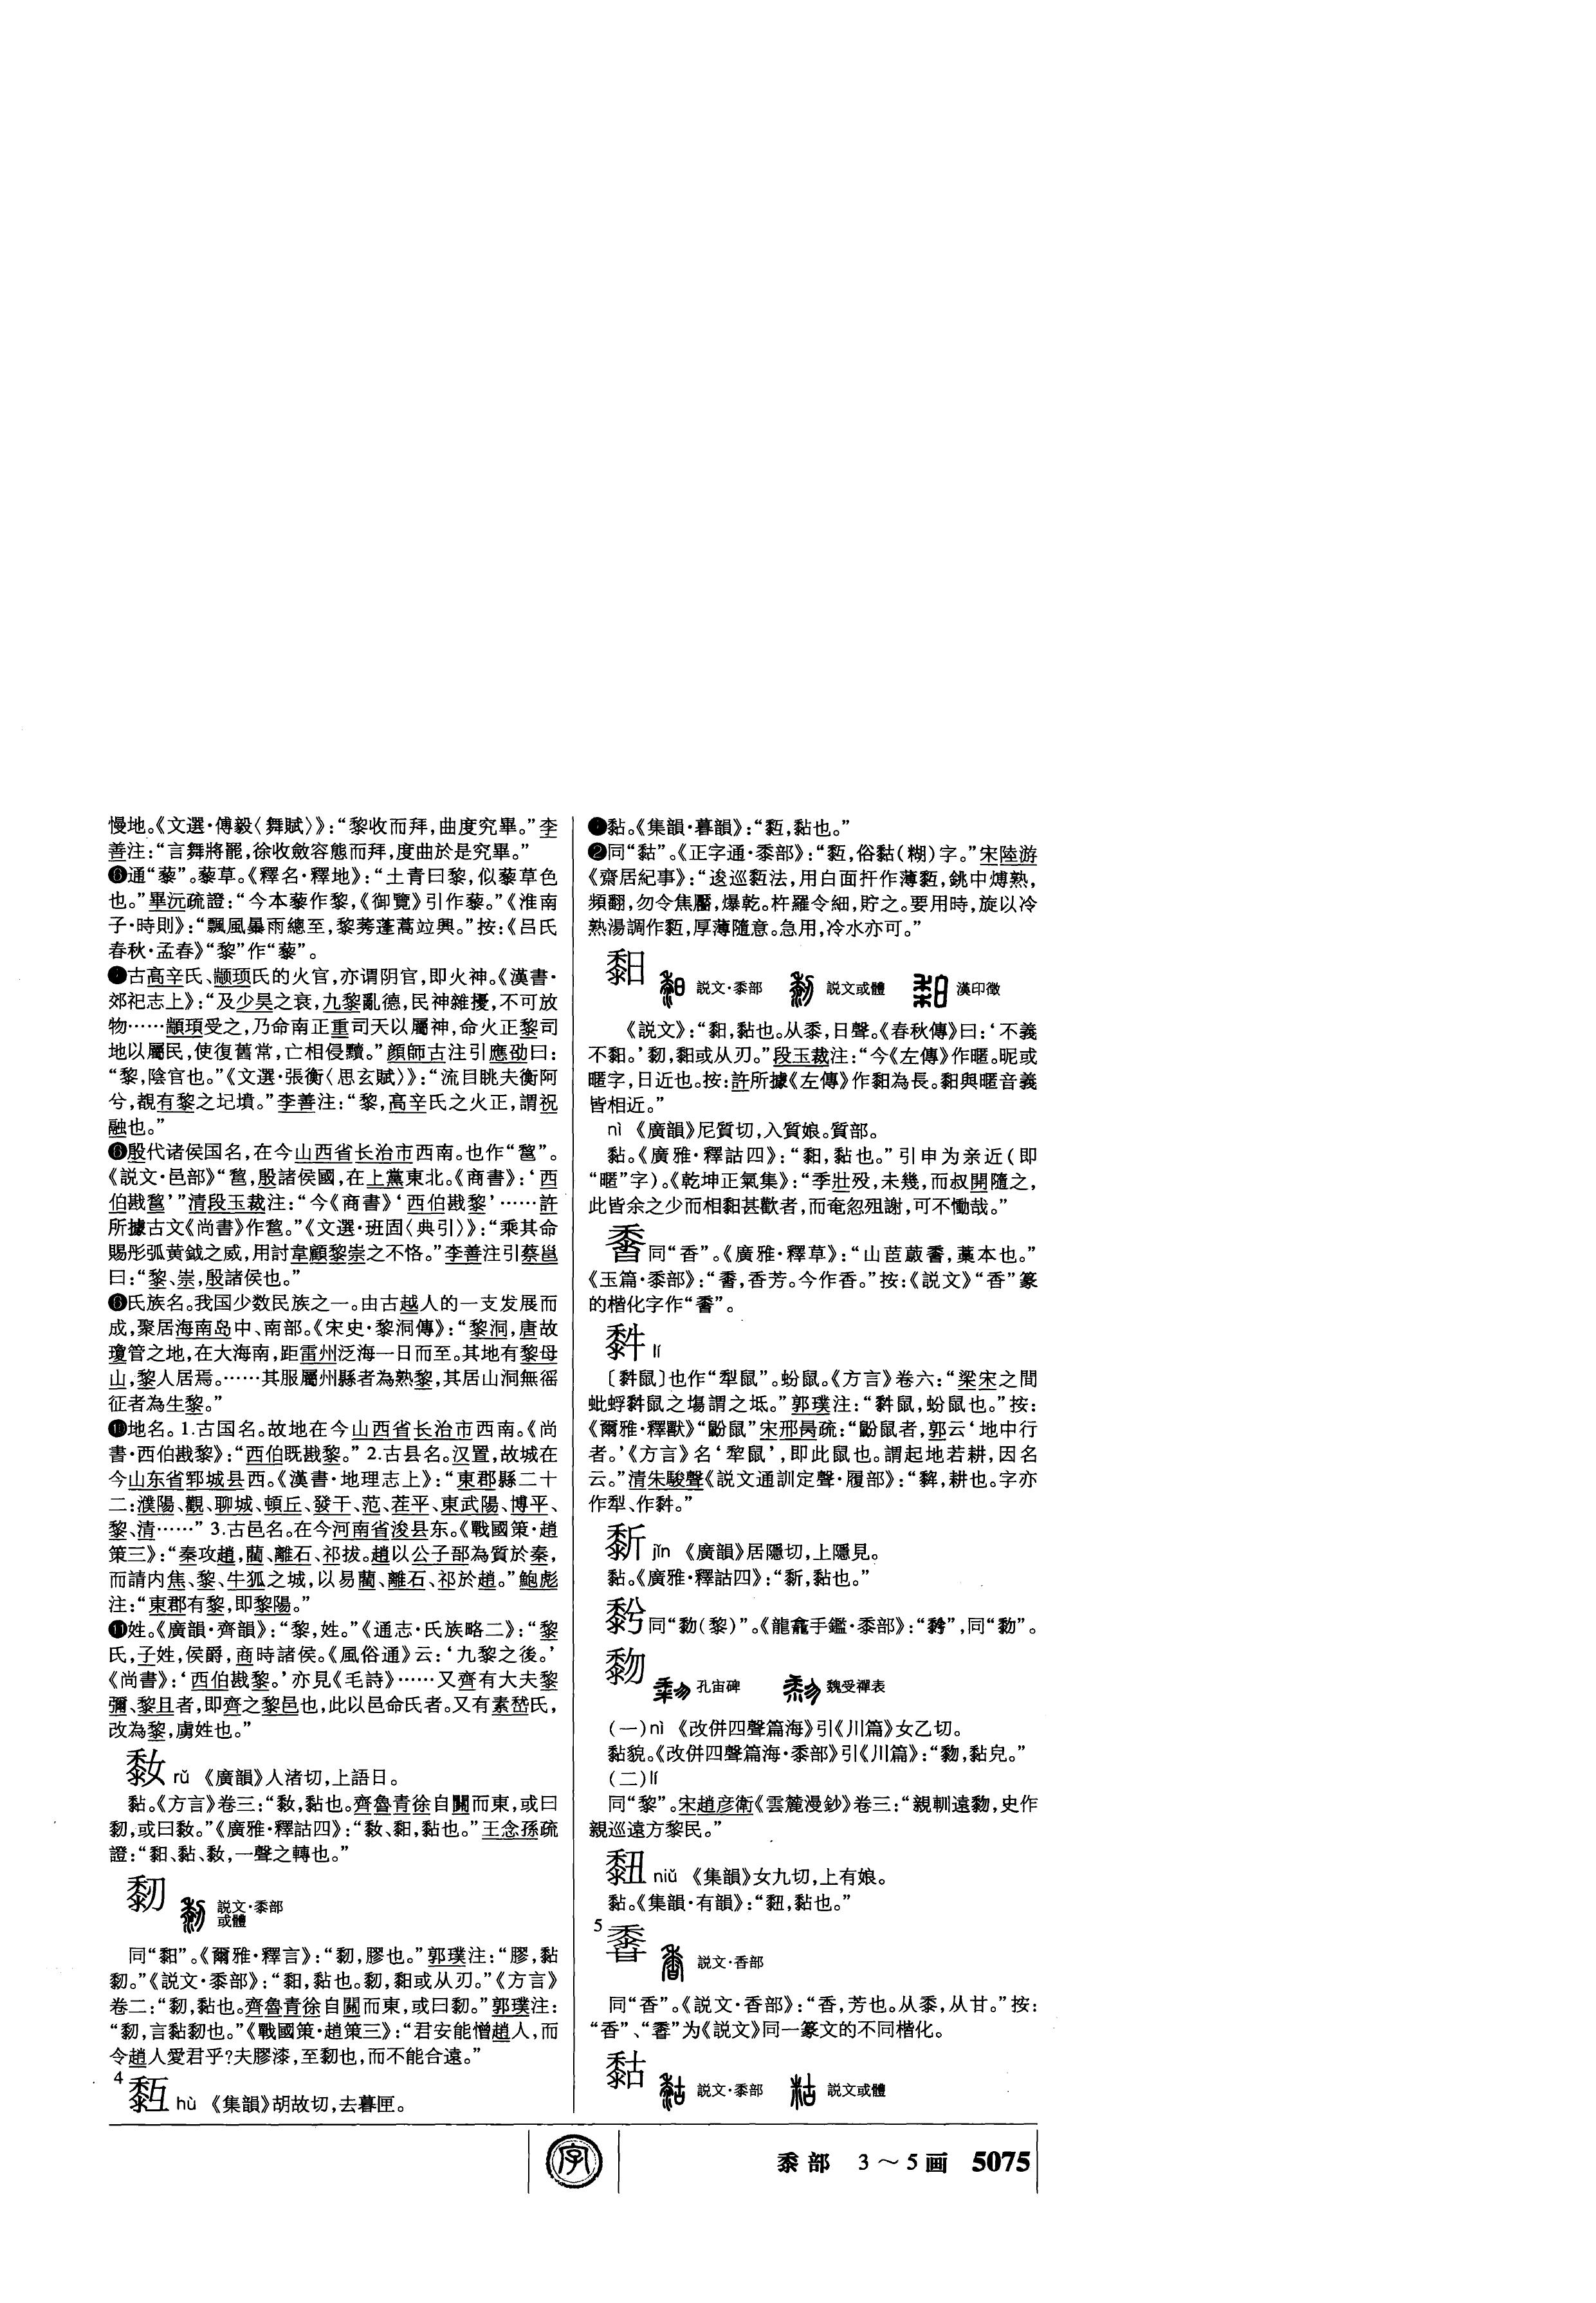 慢地。《文選·傅毅〈舞賦〉》：“黎收而拜，曲度究畢。”李
善注：“言舞將罷，徐收斂容態而拜，度曲於是究畢。”
通“藜”。藜草。《釋名·釋地》：“土青曰黎，似藜草色
也。”畢沅疏證：“今本藜作黎，《御覽》引作藜。”《淮南
子·時則》：“飄風暴雨總至，黎莠蓬蒿竝興。”按：《吕氏
春秋·孟春》“黎”作“藜”。
古高辛氏、颛顼氏的火官，亦谓阴官，即火神。《漢書·
郊祀志上》：“及少昊之衰，九黎亂德，民神雜擾，不可放
物……顓頊受之，乃命南正重司天以屬神，命火正黎司
地以屬民，使復舊常，亡相侵黷。”顔師古注引應劭曰：
“黎，陰官也。”《文選·張衡〈思玄賦〉》：“流目眺夫衡阿
兮，覩有黎之圮墳。”李善注：“黎，高辛氏之火正，謂祝
融也。”
殷代诸侯国名，在今山西省长治市西南。也作“𨛫”。
《説文·邑部》“𨛫，殷諸侯國，在上黨東北。《商書》：‘西
伯戡𨛫’”清段玉裁注：“今《商書》‘西伯戡黎’……許
所據古文《尚書》作𨛫。”《文選·班固〈典引〉》：“乘其命
賜彤弧黄鉞之威，用討韋顧黎崇之不恪。”李善注引蔡邕
曰：“黎、崇，殷諸侯也。”
氏族名。我国少数民族之一。由古越人的一支发展而
成，聚居海南岛中、南部。《宋史·黎洞傳》：“黎洞，唐故
瓊管之地，在大海南，距雷州泛海一日而至。其地有黎母
山，黎人居焉。……其服屬州縣者為熟黎，其居山洞無徭
征者為生黎。”
❿地名。1.古国名。故地在今山西省长治市西南。《尚
書·西伯戡黎》：“西伯既戡黎。”2.古县名。汉置，故城在
今山东省郓城县西。《漢書·地理志上》：“東郡縣二十
二：濮陽、觀、聊城、頓丘、發干、范、茬平、東武陽、博平、
黎、清……”3.古邑名。在今河南省浚县东。《戰國策·趙
策三》：“秦攻趙，藺、離石、祁拔。趙以公子郚為質於秦，
而請内焦、黎、牛狐之城，以易藺、離石、祁於趙。”鮑彪
注：“東郡有黎，即黎陽。”
⓫姓。《廣韻·齊韻》：“黎，姓。”《通志·氏族略二》：“黎
氏，子姓，侯爵，商時諸侯。《風俗通》云：‘九黎之後。’
《尚書》：‘西伯戡黎。’亦見《毛詩》……又齊有大夫黎
彌、黎且者，即齊之黎邑也，此以邑命氏者。又有素嵆氏，
改為黎，虜姓也。”
䵑 rǔ 《廣韻》人渚切，上語日。
黏。《方言》卷三：“䵑，黏也。齊魯青徐自關而東，或曰
䵒，或曰䵑。”《廣雅·釋詁四》：“䵑、䵒，黏也。”王念孫疏
證：“䵒、黏、䵑，一聲之轉也。”
䵒 説文·黍部
或體
同“䵒”。《爾雅·釋言》：“䵒，膠也。”郭璞注：“膠，黏
䵒。”《説文·黍部》：“䵒，黏也。䵒，䵒或从刃。”《方言》
卷二：“䵒，黏也。齊魯青徐自關而東，或曰䵒。”郭璞注：
“䵒，言黏䵒也。”《戰國策·趙策三》：“君安能憎趙人，而
令趙人愛君乎？夫膠漆，至䵒也，而不能合遠。”
4
hù 《集韻》胡故切，去暮匣。
黏。《集韻·暮韻》：“，黏也。”
❷同“黏”。《正字通·黍部》：“，俗黏（糊）字。”宋陸游
《齋居紀事》：“逡巡法，用白面扞作薄，銚中煿熟，
頻翻，勿令焦黶，爆乾。杵羅令細，貯之。要用時，旋以冷
熟湯調作，厚薄隨意。急用，冷水亦可。”
説文·黍部 説文或體 漢印徵
《説文》：“，黏也。从黍，日聲。《春秋傳》曰：‘不義
不。’䵒，或从刃。”段玉裁注：“今《左傳》作暱。昵或
暱字，日近也。按：許所據《左傳》作為長。與暱音義
皆相近。”
nì 《廣韻》尼質切，入質娘。質部。
黏。《廣雅·釋詁四》：“，黏也。”引申为亲近（即
“暱”字）。《乾坤正氣集》：“季壯殁，未幾，而叔開隨之，
此皆余之少而相甚歡者，而奄忽殂謝，可不慟哉。”
同“香”。《廣雅·釋草》：“山茝蔽，藁本也。”
《玉篇·黍部》：“，香芳。今作香。”按：《説文》“香”篆
的楷化字作“”。
lí
〔鼠〕也作“犁鼠”。蚡鼠。《方言》卷六：“梁宋之間
蚍蜉鼠之場謂之坻。”郭璞注：“鼠，蚡鼠也。”按：
《爾雅·釋獸》“鼢鼠”宋邢昺疏：“鼢鼠者，郭云‘地中行
者。’《方言》名‘犂鼠’，即此鼠也。謂起地若耕，因名
云。”清朱駿聲《説文通訓定聲·履部》：“，耕也。字亦
作犁、作。”
jǐn 《廣韻》居隱切，上隱見。
黏。《廣雅·釋詁四》：“，黏也。”
同“（黎）”。《龍龕手鑑·黍部》：“”，同“”。
孔宙碑 魏受禪表
（一）nì 《改併四聲篇海》引《川篇》女乙切。
黏貌。《改併四聲篇海·黍部》引《川篇》：“，黏皃。”
（二）lí
同“黎”。宋趙彦衛《雲麓漫鈔》卷三：“親軔遠，史作
親巡遠方黎民。”
niǔ 《集韻》女九切，上有娘。
黏。《集韻·有韻》：“，黏也。”
5
説文·香部
同“香”。《説文·香部》：“香，芳也。从黍，从甘。”按：
“香”、“”为《説文》同一篆文的不同楷化。
説文·黍部 説文或體
字 黍部 3～5画 5075